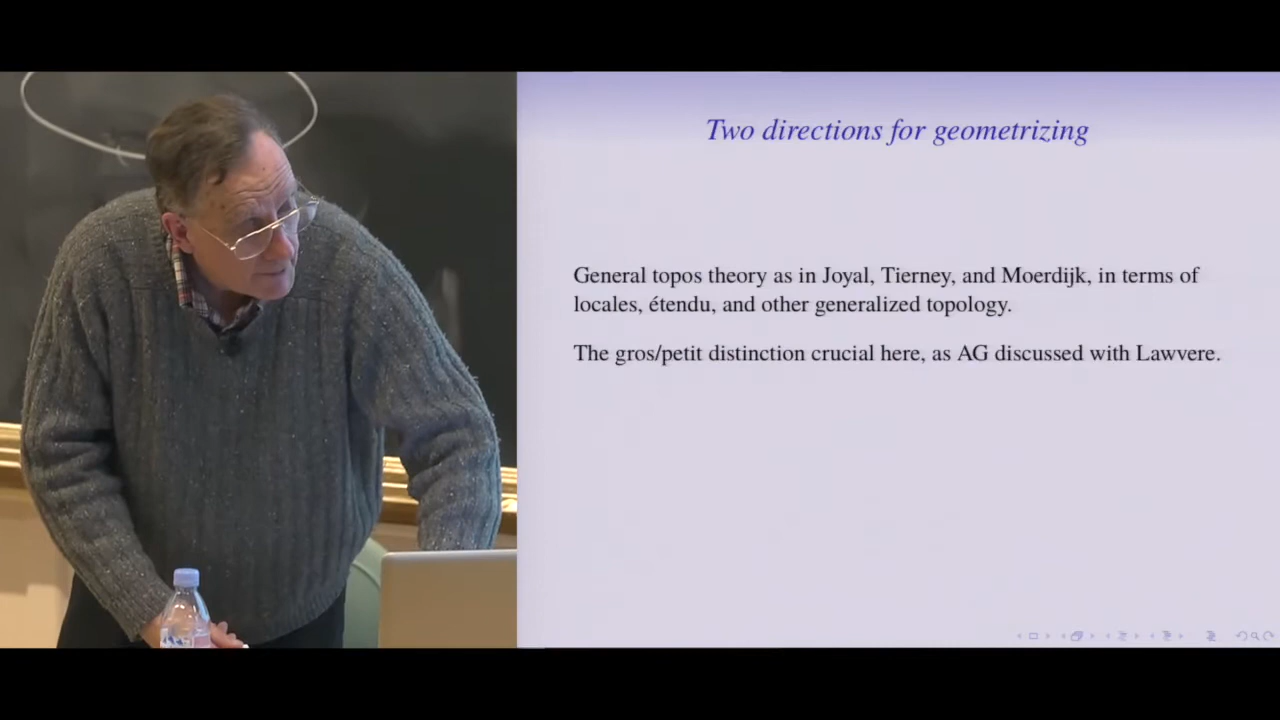 Two directions for geometrizing
General topos theory as in Joyal, Tierney, and Moerdijk, in terms of
locales, étendu, and other generalized topology.
The gros/petit distinction crucial here, as AG discussed with Lawvere.